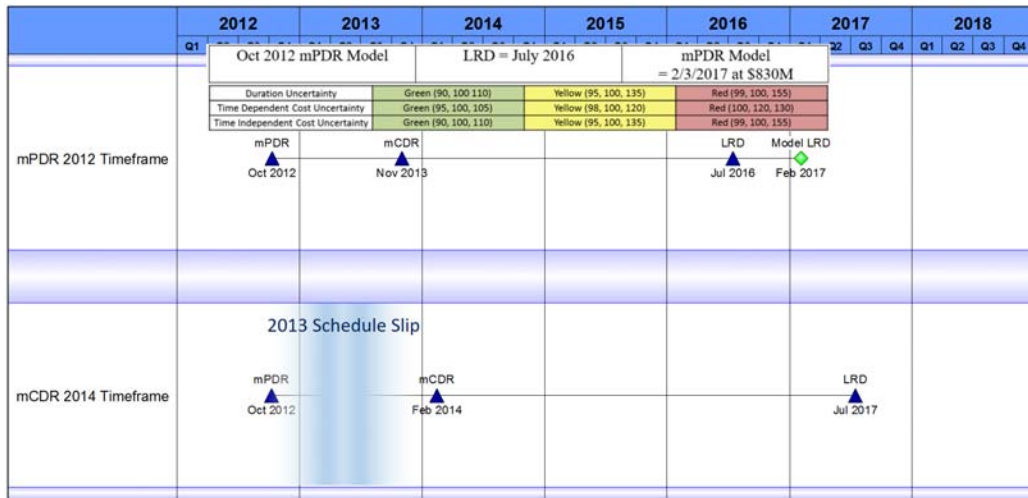 2012 2013 2014 2015 2016 2017 2018
Q1 Q2 Q3 Q4 Q1 Q2 Q3 Q4
Oct 2012 mPDR Model LRD = July 2016 mPDR Model
= 2/3/2017 at $830M
Duration Uncertainty Green (90, 100 110) Yellow (95, 100, 135) Red (99, 100, 155)
Time Dependent Cost Uncertainty Green (95, 100, 105) Yellow (98, 100, 120) Red (100, 120, 130)
Time Independent Cost Uncertainty Green (90, 100, 110) Yellow (95, 100, 135) Red (99, 100, 155)
mPDR mCDR LRD Model LRD
mPDR 2012 Timeframe
Oct 2012 Nov 2013 Jul 2016 Feb 2017
2013 Schedule Slip
mPDR mCDR LRD
mCDR 2014 Timeframe
Oct 2012 Feb 2014 Jul 2017